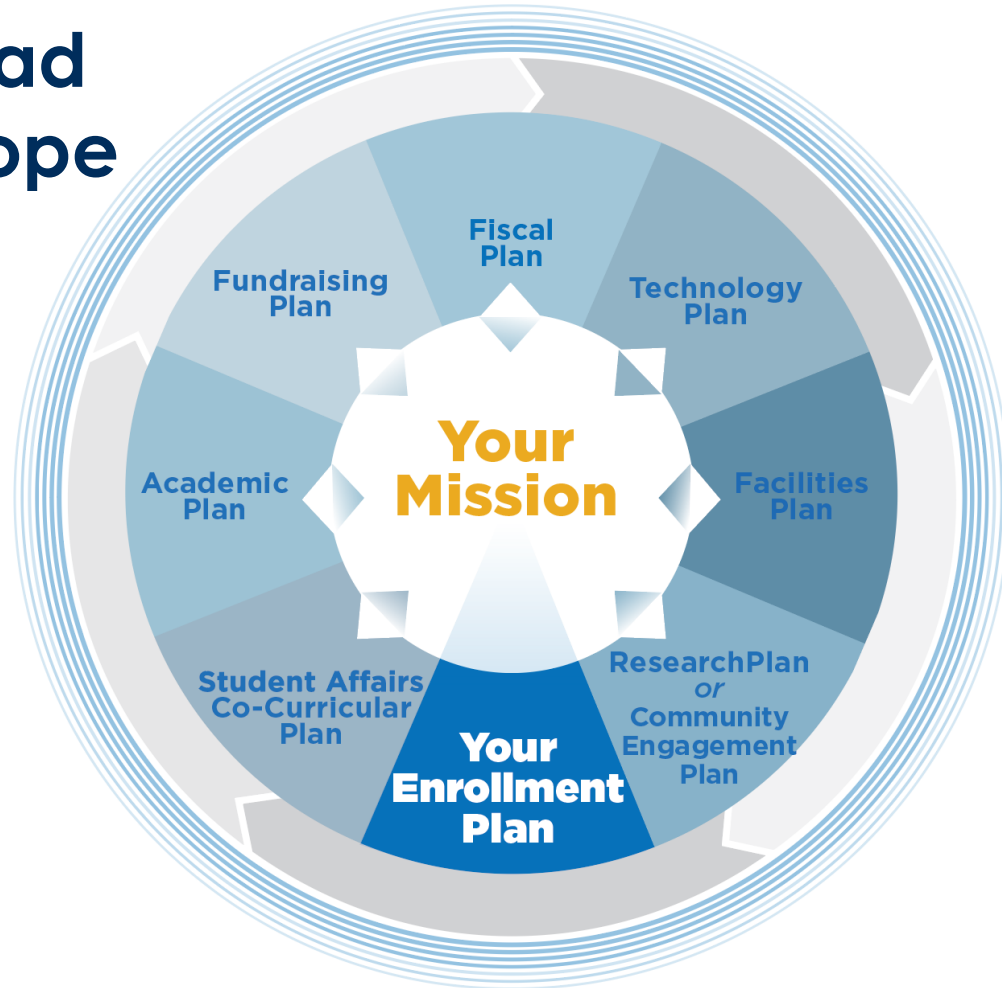 ad
ope
Fiscal
Plan
Fundraising
Plan
Technology
Plan
Your
Mission
Academic
Plan
Facilities
Plan
Student Affairs
Co-Curricular
Plan
ResearchPlan
or
Community
Engagement
Plan
Your
Enrollment
Plan